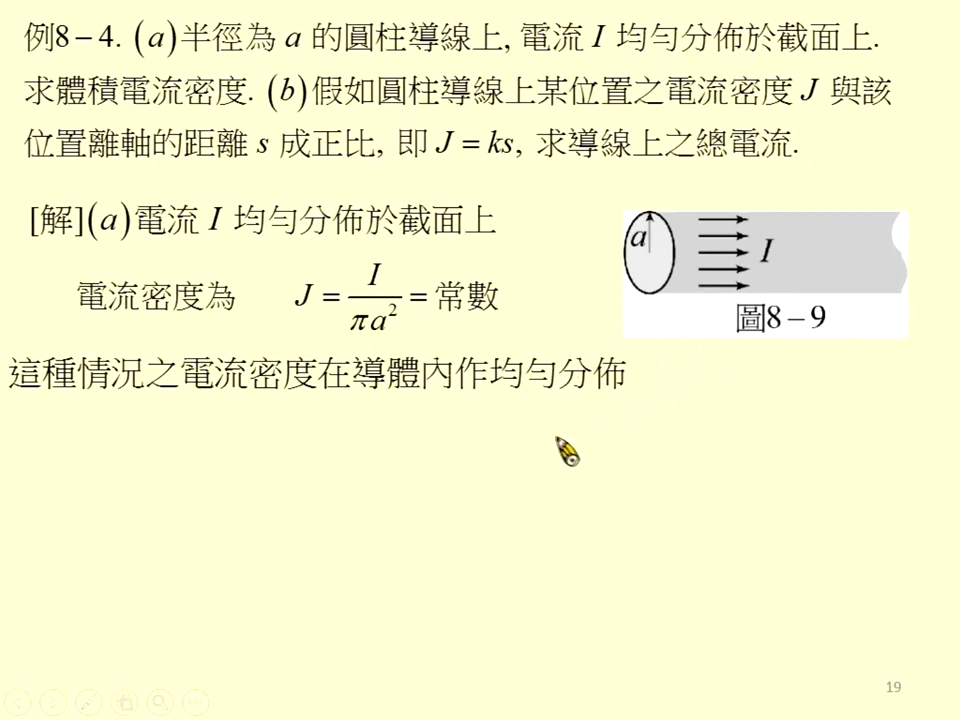 例8－4. (a)半徑為 a 的圓柱導線上, 電流 I 均勻分佈於截面上.
求體積電流密度. (b)假如圓柱導線上某位置之電流密度 J 與該
位置離軸的距離 s 成正比, 即 J = ks, 求導線上之總電流.
[解](a)電流 I 均勻分佈於截面上
電流密度為 J = I / πa² = 常數
a I
圖8－9
這種情況之電流密度在導體內作均勻分佈
19